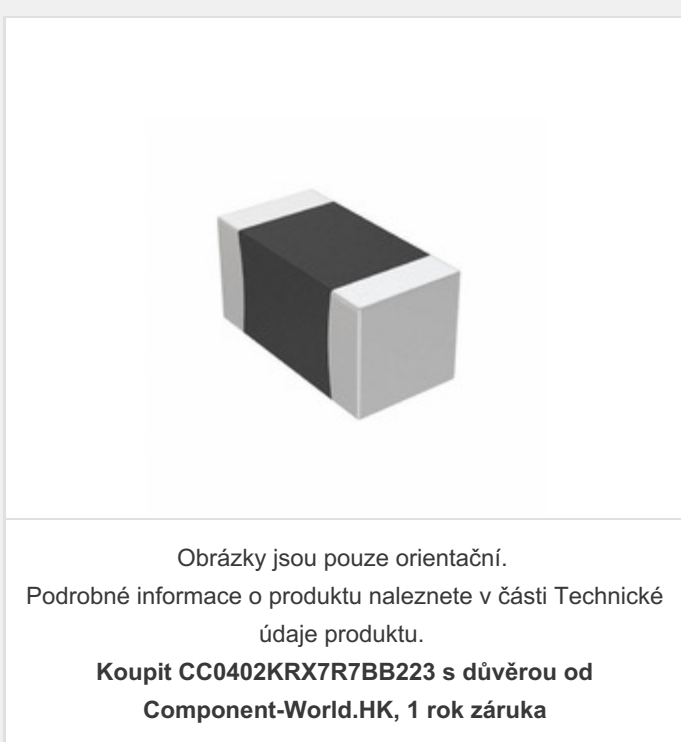 Obrázky jsou pouze orientační.
Podrobné informace o produktu naleznete v části Technické
údaje produktu.
Koupit CC0402KRX7R7BB223 s důvěrou od
Component-World.HK, 1 rok záruka